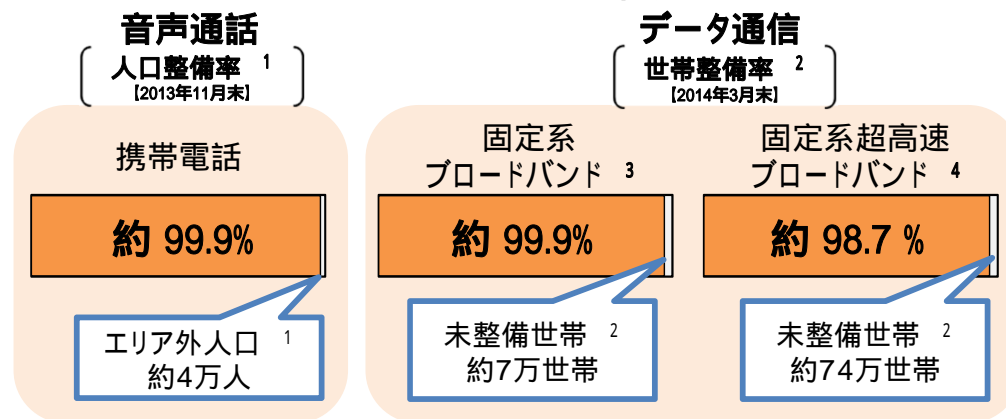 音声通話
人口整備率 1
【2013年11月末】
データ通信
世帯整備率 2
【2014年3月末】
携帯電話
約 99.9%
エリア外人口 1
約4万人
固定系
ブロードバンド 3
約 99.9%
未整備世帯 2
約7万世帯
固定系超高速
ブロードバンド 4
約 98.7 %
未整備世帯 2
約74万世帯